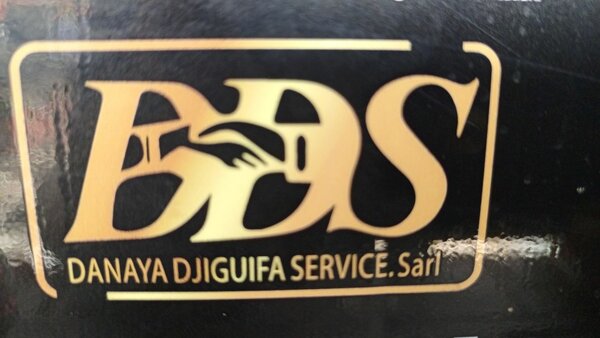 DDS
DANAYA DJIGUIFA SERVICE. Sarl